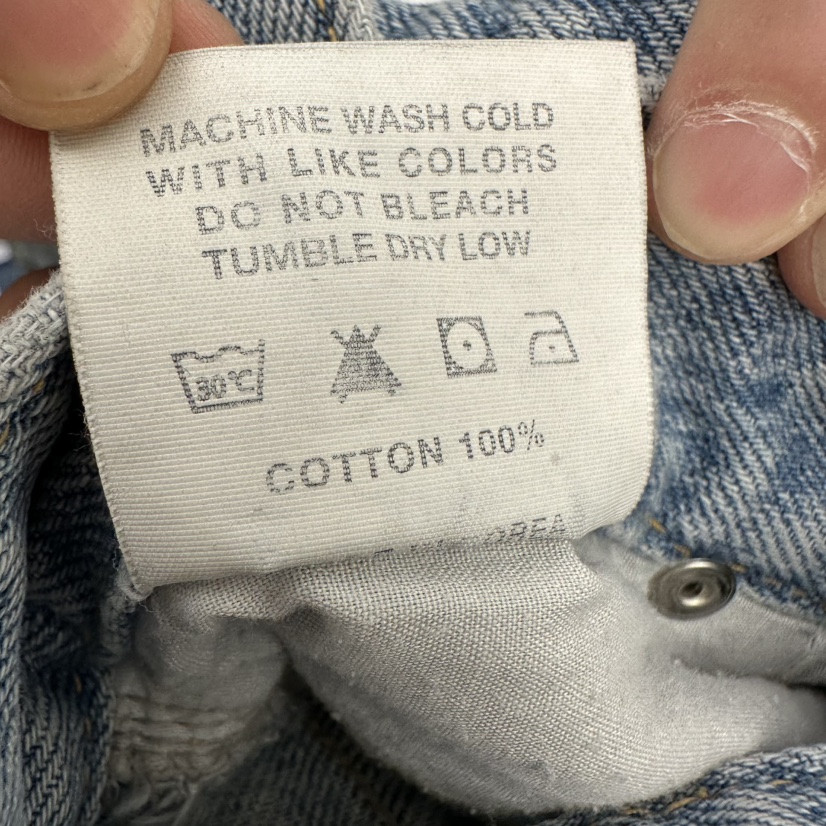 MACHINE WASH COLD
WITH LIKE COLORS
DO NOT BLEACH
TUMBLE DRY LOW
30°C
COTTON 100%